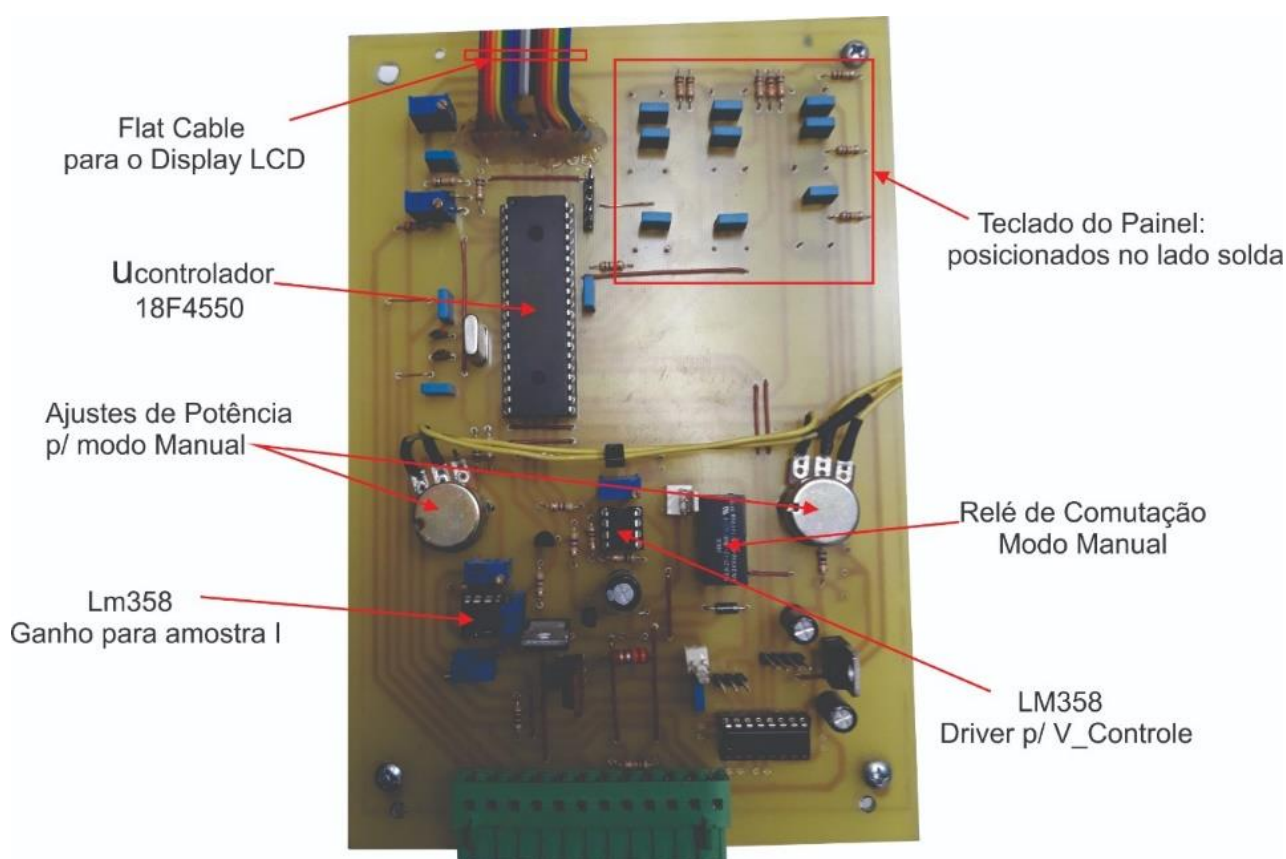 Flat Cable
para o Display LCD
Teclado do Painel:
posicionados no lado solda
ucontrolador
18F4550
Ajustes de Potência
p/ modo Manual
Relé de Comutação
Modo Manual
Lm358
Ganho para amostra I
LM358
Driver p/ V_Controle